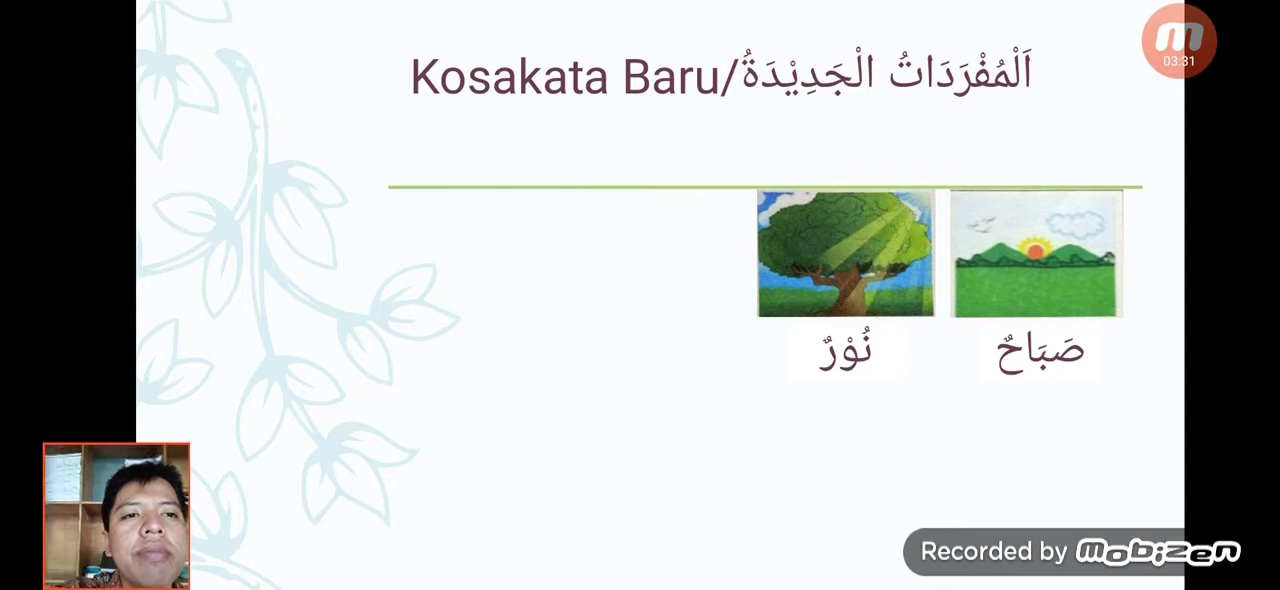 Kosakata Baru/اَلْمُفْرَدَاتُ الْجَدِيْدَةُ
03:31
صَبَاحٌ
نُوْرٌ
Recorded by mobizen